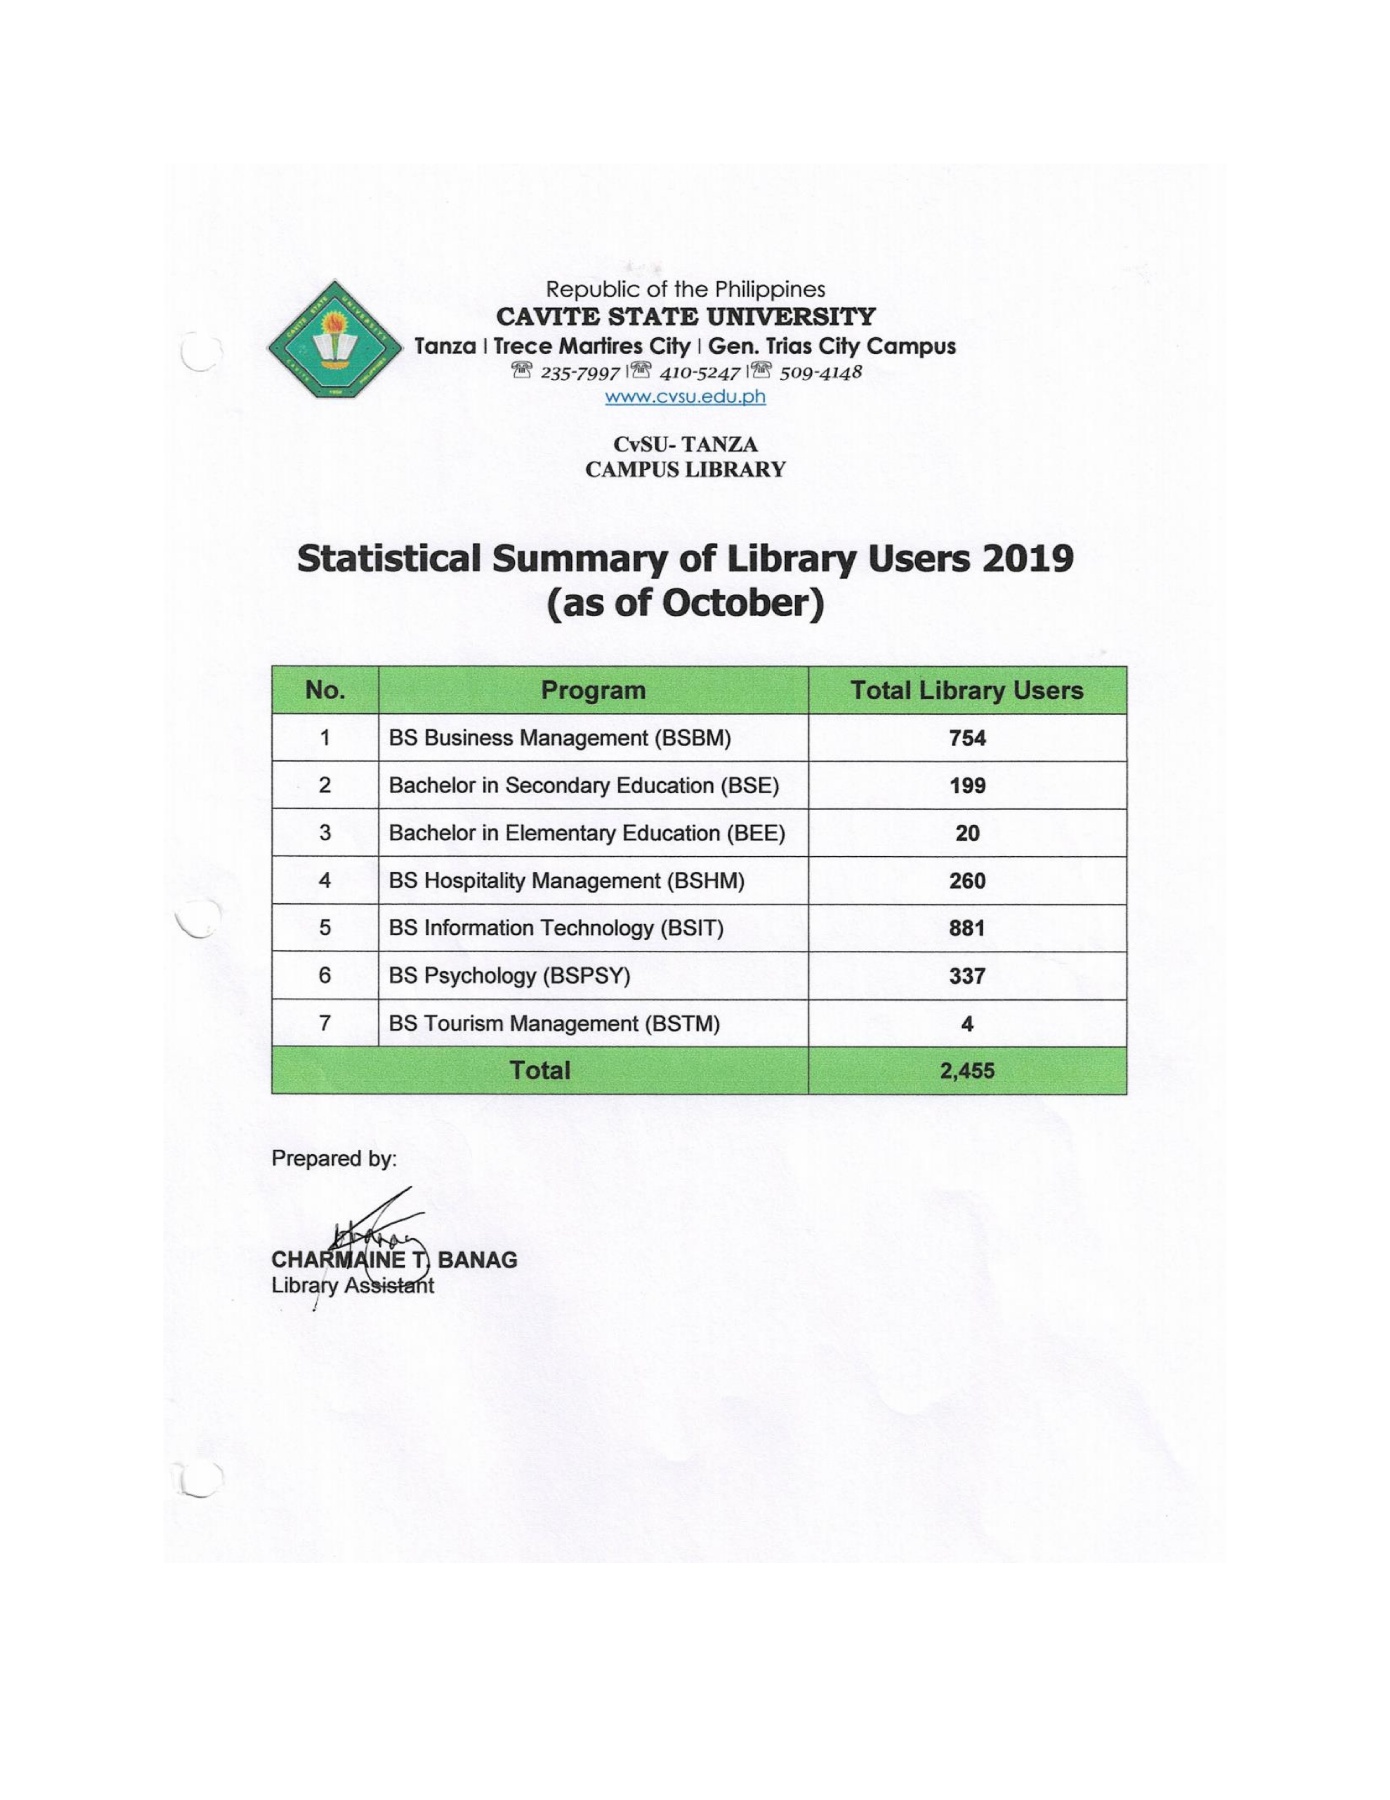 Republic of the Philippines
CAVITE STATE UNIVERSITY
Tanza | Trece Martires City | Gen. Trias City Campus
☏ 235-7997 |☏ 410-5247 |☏ 509-4148
www.cvsu.edu.ph
CvSU- TANZA
CAMPUS LIBRARY
Statistical Summary of Library Users 2019
(as of October)
No. Program Total Library Users
1 BS Business Management (BSBM) 754
2 Bachelor in Secondary Education (BSE) 199
3 Bachelor in Elementary Education (BEE) 20
4 BS Hospitality Management (BSHM) 260
5 BS Information Technology (BSIT) 881
6 BS Psychology (BSPSY) 337
7 BS Tourism Management (BSTM) 4
Total 2,455
Prepared by:
CHARMAINE T. BANAG
Library Assistant